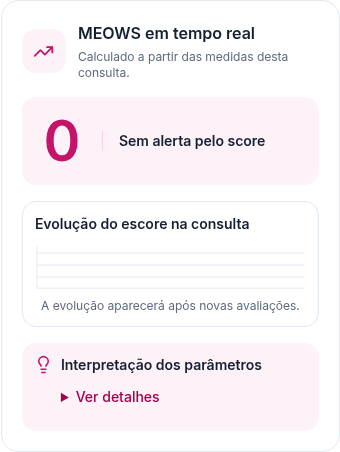 MEOWS em tempo real
Calculado a partir das medidas desta
consulta.
0
Sem alerta pelo score
Evolução do escore na consulta
A evolução aparecerá após novas avaliações.
Interpretação dos parâmetros
Ver detalhes